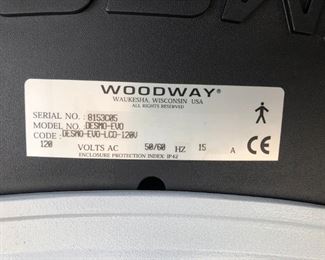 WOODWAY®
WAUKESHA, WISCONSIN USA
ALL RIGHTS RESERVED
SERIAL NO. : 8153C05
MODEL NO. : DESMO-EVO
CODE : DESMO-EVO-LCD-120V
120 VOLTS AC 50/60 HZ 15 A
ENCLOSURE PROTECTION INDEX IP42
CE